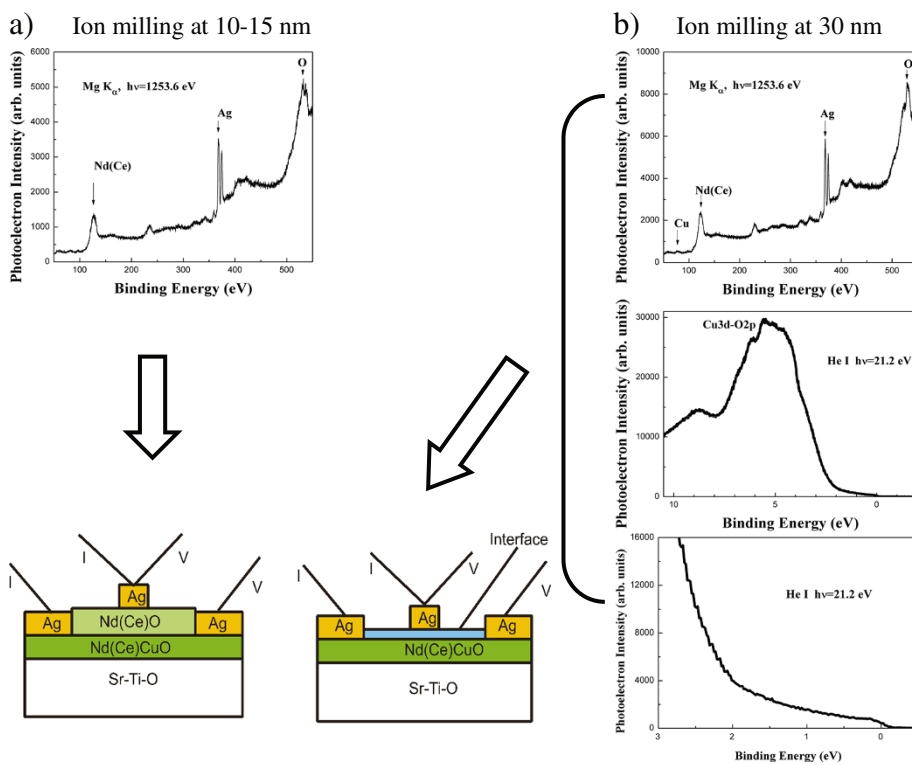 a) Ion milling at 10-15 nm
6000
5000
4000
3000
2000
1000
0
Photoelectron Intensity (arb. units)
Mg Kα, hν=1253.6 eV
O
Ag
Nd(Ce)
100 200 300 400 500
Binding Energy (eV)
I
V
I
V
Ag
Ag Nd(Ce)O Ag
Nd(Ce)CuO
Sr-Ti-O
Interface
I
V
I
V
Ag
Ag Ag
Nd(Ce)CuO
Sr-Ti-O
b) Ion milling at 30 nm
10000
8000
6000
4000
2000
0
Photoelectron Intensity (arb. units)
Mg Kα, hν=1253.6 eV
O
Ag
Nd(Ce)
Cu
100 200 300 400 500
Binding Energy (eV)
30000
20000
10000
0
Photoelectron Intensity (arb. units)
Cu3d-O2p
He I hν=21.2 eV
10 5 0
Binding Energy (eV)
16000
12000
8000
4000
0
Photoelectron Intensity (arb. units)
He I hν=21.2 eV
3 2 1 0
Binding Energy (eV)